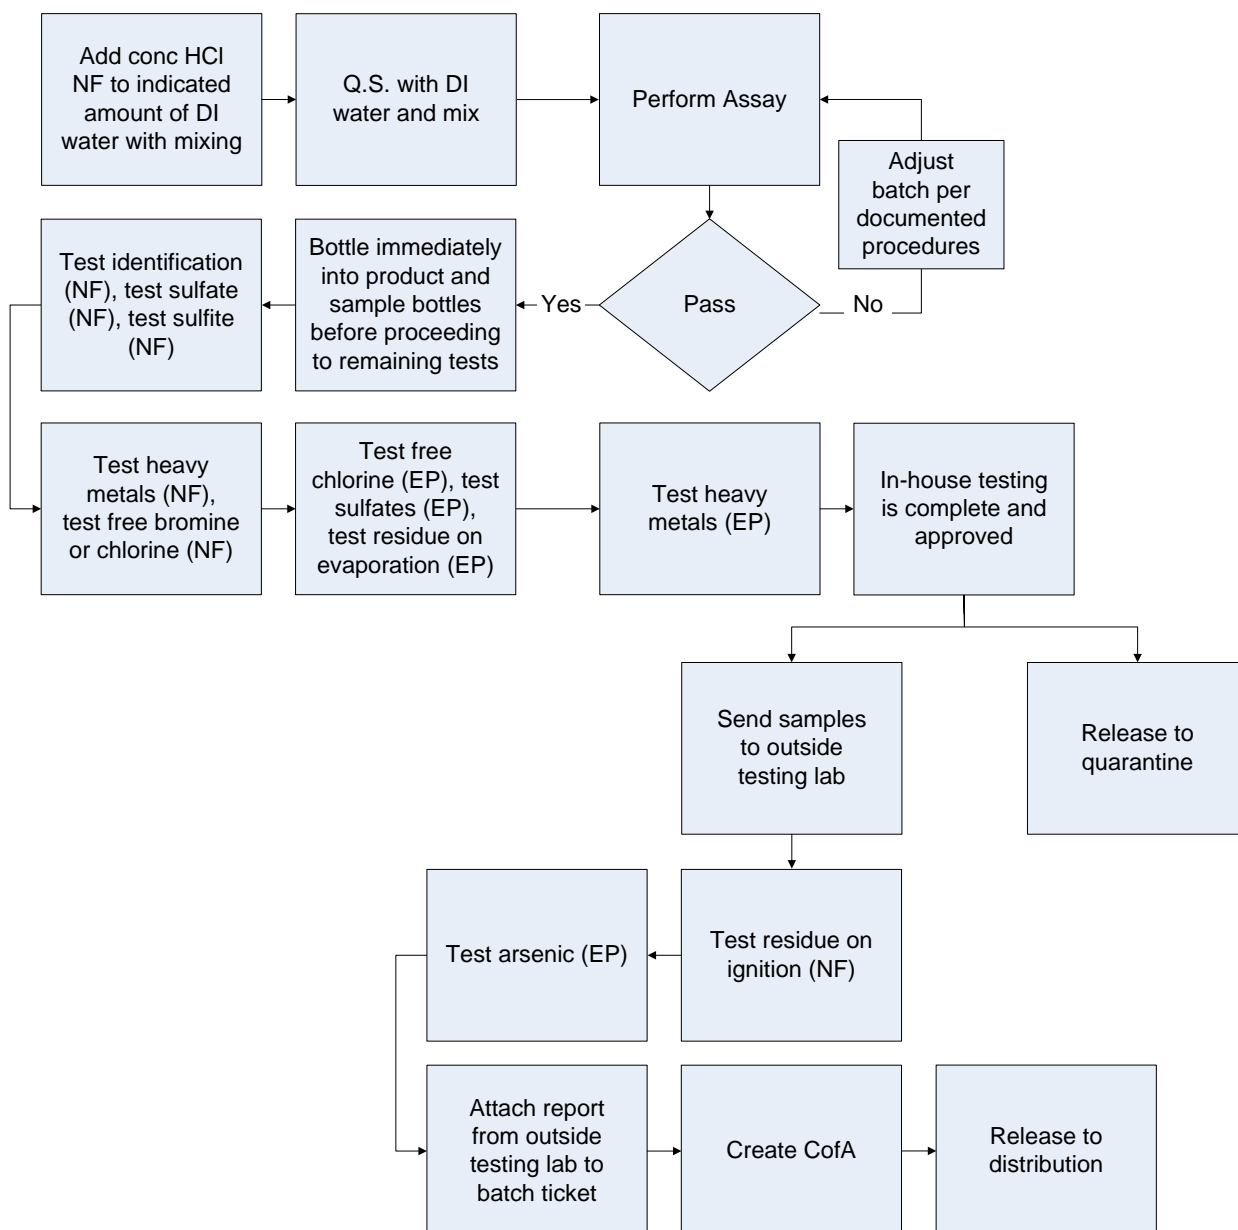 Add conc HCl
NF to indicated
amount of DI
water with mixing
Q.S. with DI
water and mix
Perform Assay
Adjust
batch per
documented
procedures
Pass
No
Yes
Bottle immediately
into product and
sample bottles
before proceeding
to remaining tests
Test identification
(NF), test sulfate
(NF), test sulfite
(NF)
Test heavy
metals (NF),
test free bromine
or chlorine (NF)
Test free
chlorine (EP), test
sulfates (EP),
test residue on
evaporation (EP)
Test heavy
metals (EP)
In-house testing
is complete and
approved
Send samples
to outside
testing lab
Release to
quarantine
Test residue on
ignition (NF)
Test arsenic (EP)
Attach report
from outside
testing lab to
batch ticket
Create CofA
Release to
distribution